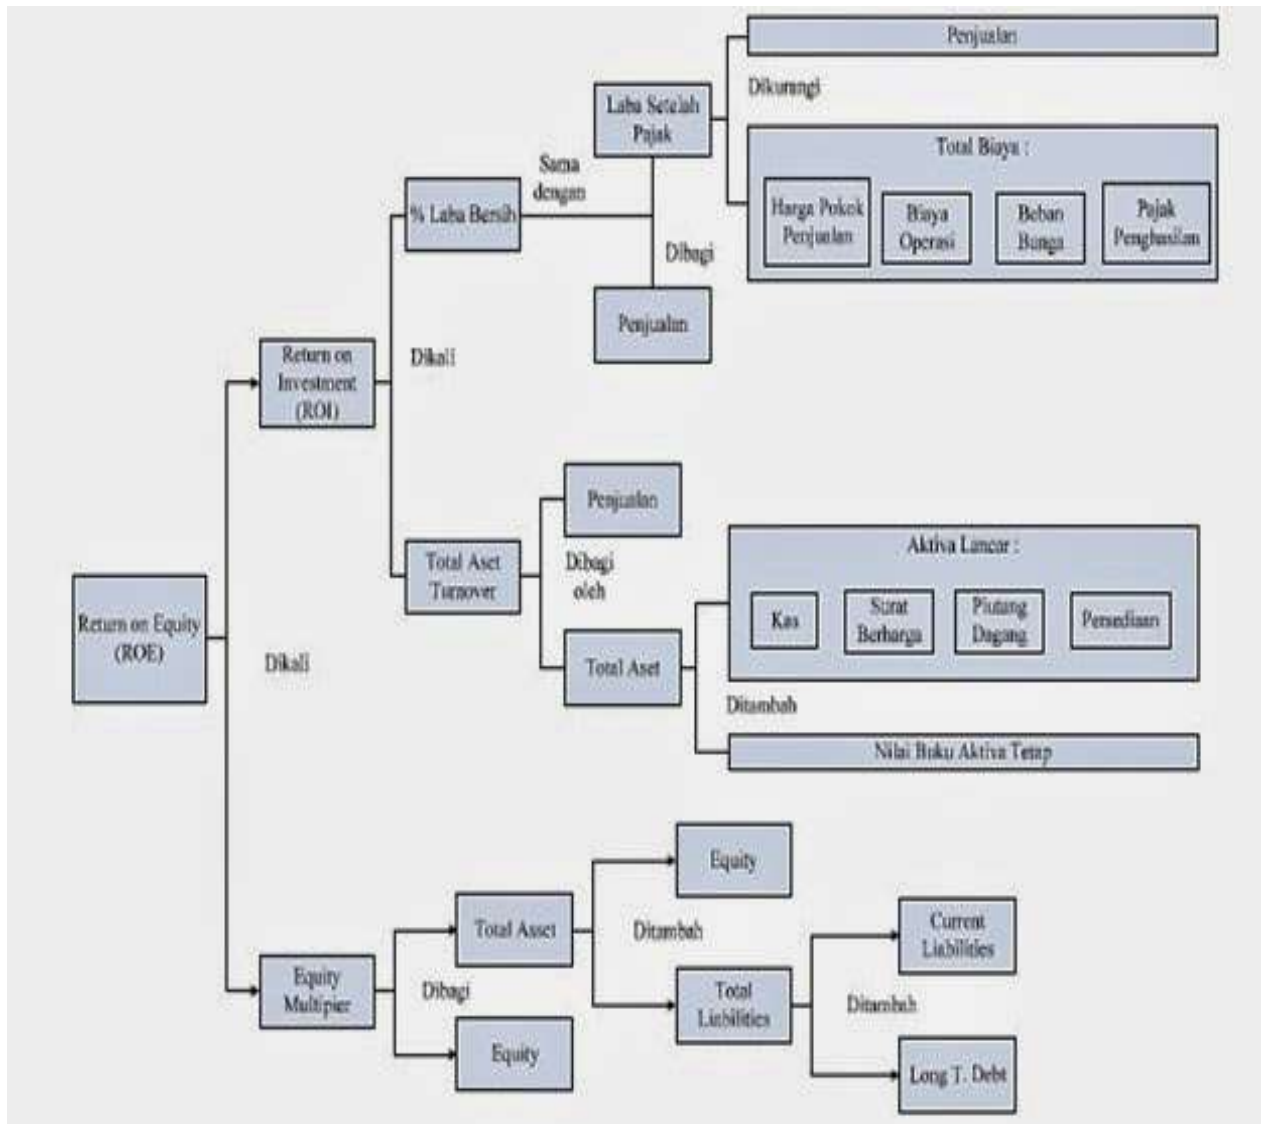 Penjualan
Dikurangi
Laba Setelah
Pajak
Total Biaya :
Harga Pokok
Penjualan
Biaya
Operasi
Beban
Bunga
Pajak
Penghasilan
Sama
dengan
% Laba Bersih
Dibagi
Penjualan
Return on
Investment
(ROI)
Dikali
Penjualan
Total Aset
Turnover
Dibagi
oleh
Total Aset
Aktiva Lancar :
Kas
Surat
Berharga
Piutang
Dagang
Persediaan
Ditambah
Nilai Buku Aktiva Tetap
Return on Equity
(ROE)
Dikali
Equity
Multipier
Dibagi
Total Asset
Equity
Ditambah
Equity
Total
Liabilities
Ditambah
Current
Liabilities
Long T. Debt